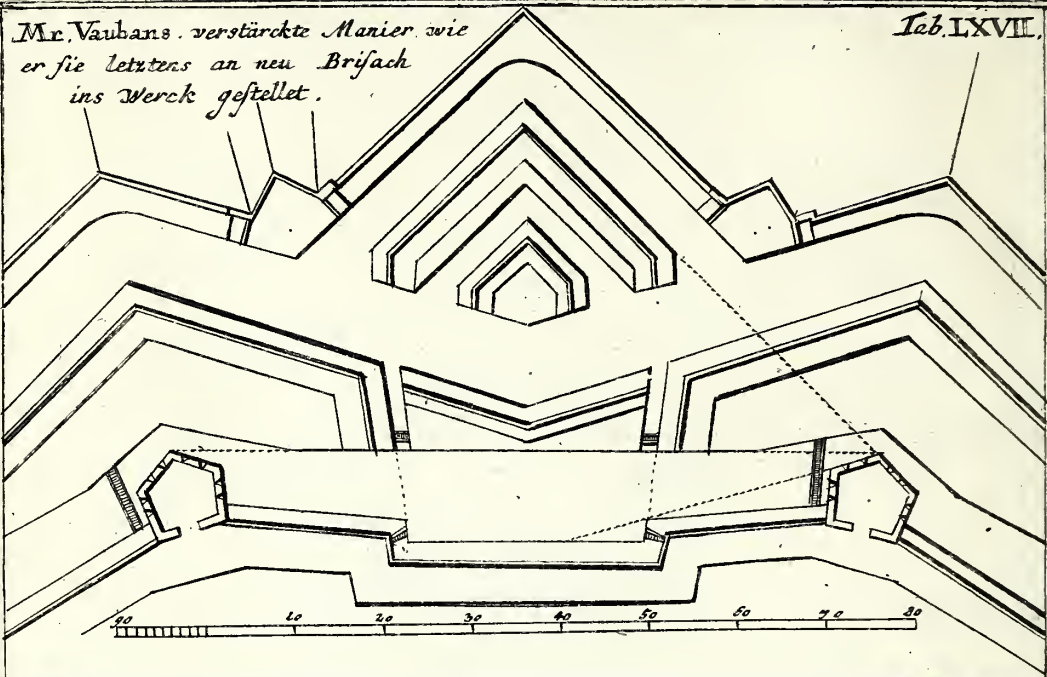 Mr. Vaubans. verstärckte Manier wie
er sie letztens an neu Brisach
ins Werck gestellet.
Tab. LXVII.
90 10 20 30 40 50 60 70 80